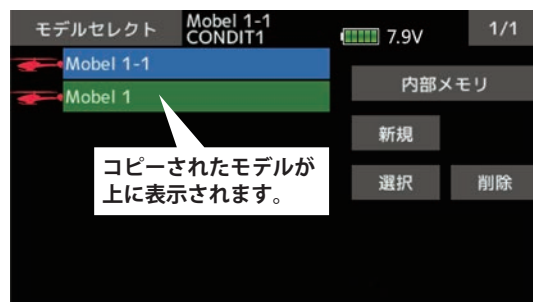 モデルセレクト
Mobel 1-1
CONDIT1
7.9V
1/1
Mobel 1-1
Mobel 1
内部メモリ
新規
選択
削除
コピーされたモデルが
上に表示されます。